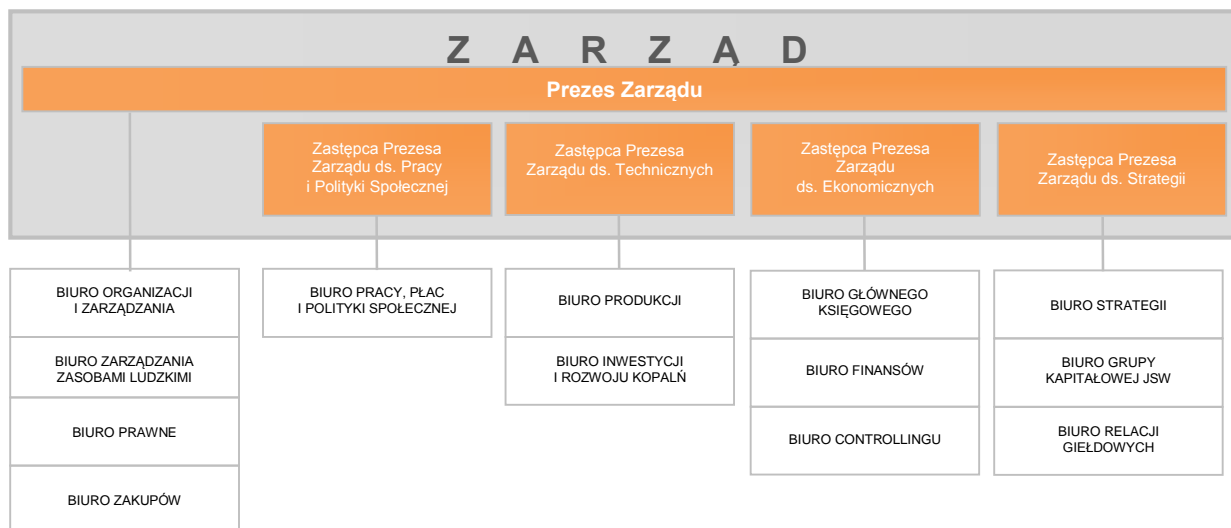 Z A R Z Ą D
Prezes Zarządu
Zastępca Prezesa
Zarządu ds. Pracy
i Polityki Społecznej
Zastępca Prezesa
Zarządu ds. Technicznych
Zastępca Prezesa
Zarządu
ds. Ekonomicznych
Zastępca Prezesa
Zarządu ds. Strategii
BIURO ORGANIZACJI
I ZARZĄDZANIA
BIURO ZARZĄDZANIA
ZASOBAMI LUDZKIMI
BIURO PRAWNE
BIURO ZAKUPÓW
BIURO PRACY, PŁAC
I POLITYKI SPOŁECZNEJ
BIURO PRODUKCJI
BIURO INWESTYCJI
I ROZWOJU KOPALŃ
BIURO GŁÓWNEGO
KSIĘGOWEGO
BIURO FINANSÓW
BIURO CONTROLLINGU
BIURO STRATEGII
BIURO GRUPY
KAPITAŁOWEJ JSW
BIURO RELACJI
GIEŁDOWYCH